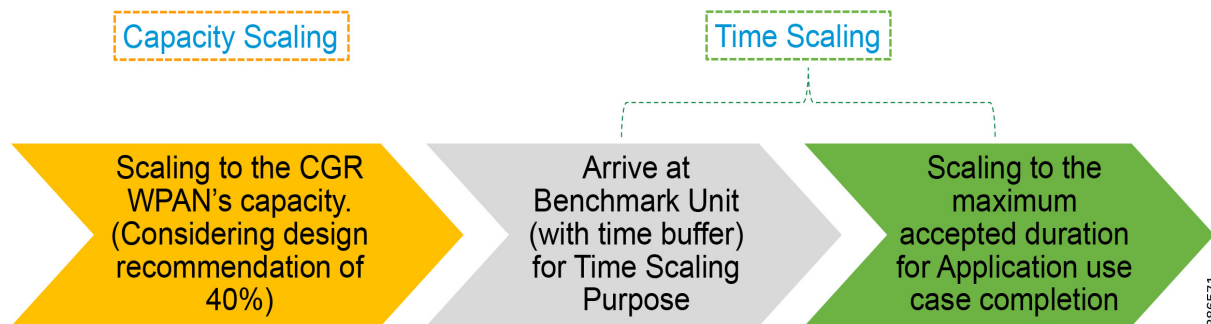 Capacity Scaling
Time Scaling
Scaling to the CGR
WPAN's capacity.
(Considering design
recommendation of
40%)
Arrive at
Benchmark Unit
(with time buffer)
for Time Scaling
Purpose
Scaling to the
maximum
accepted duration
for Application use
case completion